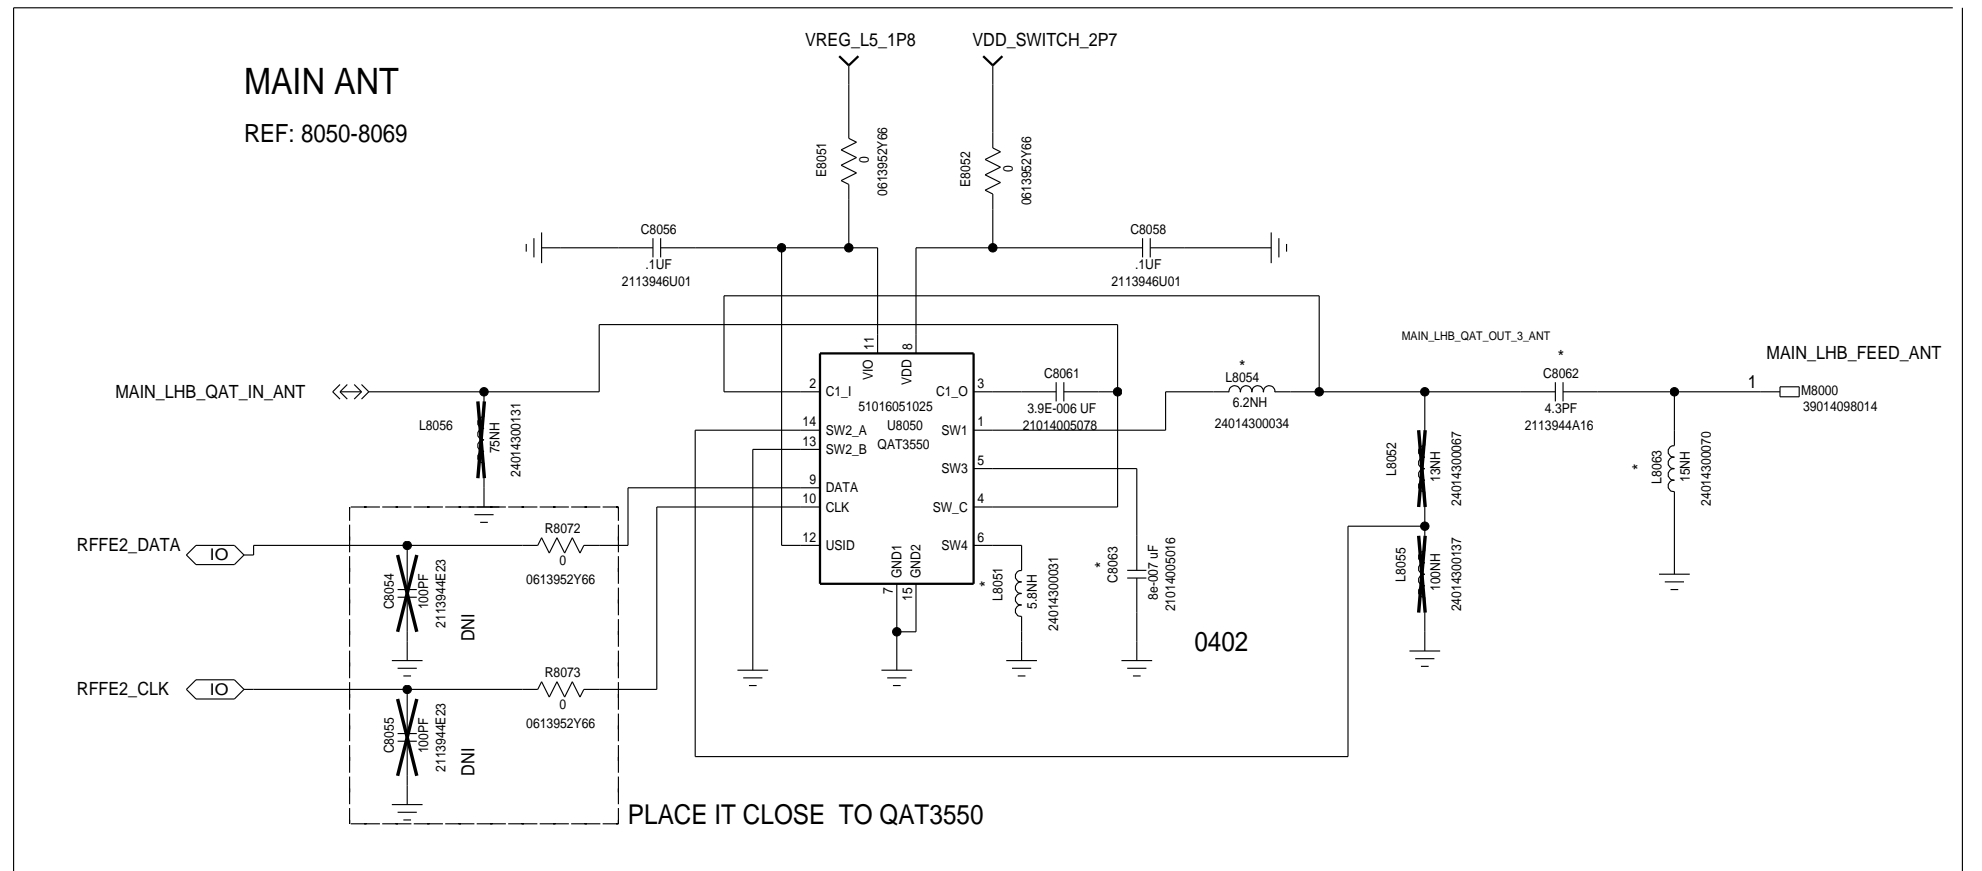 VREG_L5_1P8
VDD_SWITCH_2P7
MAIN ANT
REF: 8050-8069
E8051
0
0613952Y66
E8052
0
0613952Y66
C8056
.1UF
2113946U01
C8058
.1UF
2113946U01
MAIN_LHB_QAT_OUT_3_ANT
MAIN_LHB_FEED_ANT
MAIN_LHB_QAT_IN_ANT
L8056
75NH
24014300131
11
VIO
8
VDD
2
C1_I
3
C1_O
51016051025
U8050
QAT3550
14
SW2_A
13
SW2_B
1
SW1
5
SW3
9
DATA
10
CLK
4
SW_C
12
USID
6
SW4
GND1
GND2
7
15
C8061
3.9E-006 UF
21014005078
*
L8054
6.2NH
24014300034
*
C8062
4.3PF
2113944A16
1
M8000
39014098014
L8052
13NH
24014300067
*
L8063
15NH
24014300070
L8055
100NH
24014300137
*
L8051
5.8NH
24014300031
*
C8063
8e-007 uF
21014005016
0402
RFFE2_DATA
IO
R8072
0
0613952Y66
C8054
100PF
2113944E23
DNI
RFFE2_CLK
IO
R8073
0
0613952Y66
C8055
100PF
2113944E23
DNI
PLACE IT CLOSE TO QAT3550